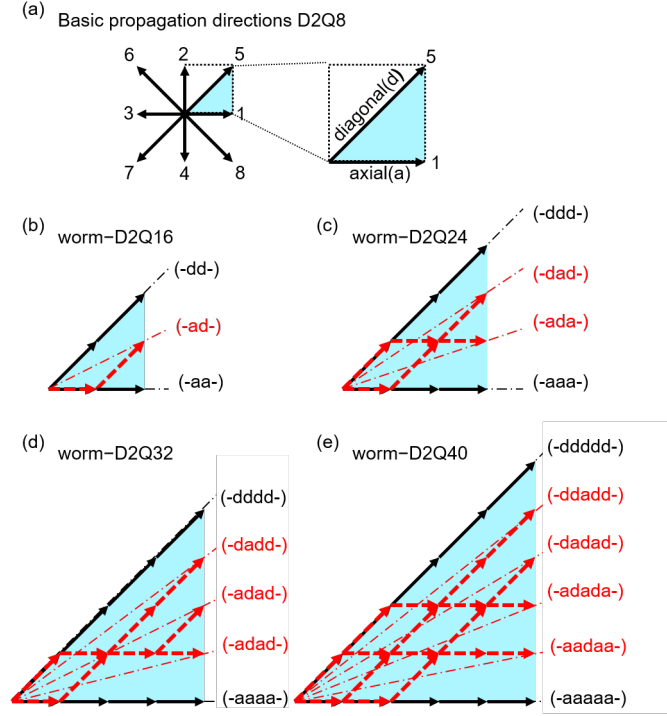 (a) Basic propagation directions D2Q8
6 2 5
3 1
7 4 8
5
diagonal(d)
1
axial(a)
(b) worm−D2Q16
(-dd-)
(-ad-)
(-aa-)
(c) worm−D2Q24
(-ddd-)
(-dad-)
(-ada-)
(-aaa-)
(d) worm−D2Q32
(-dddd-)
(-dadd-)
(-adad-)
(-adad-)
(-aaaa-)
(e) worm−D2Q40
(-ddddd-)
(-ddadd-)
(-dadad-)
(-adada-)
(-aadaa-)
(-aaaaa-)